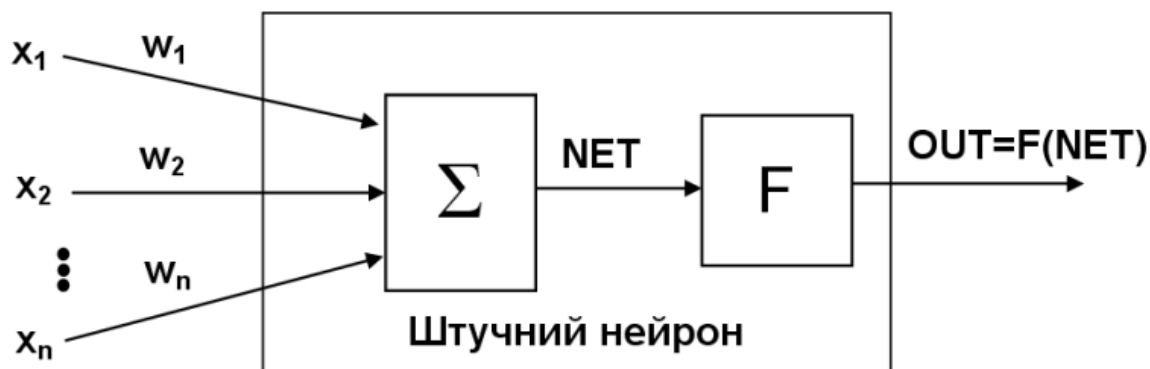 x₁ w₁
x₂ w₂
wₙ
xₙ
Σ
NET
F
OUT=F(NET)
Штучний нейрон